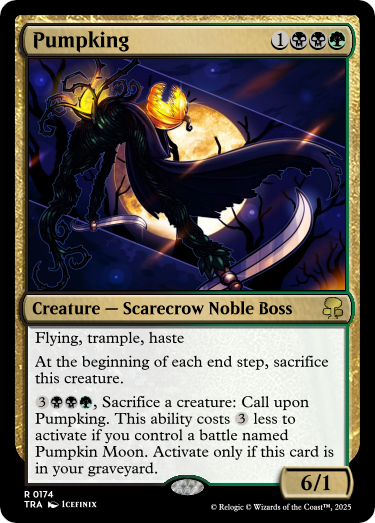 Pumpking 1
Creature — Scarecrow Noble Boss
Flying, trample, haste
At the beginning of each end step, sacrifice
this creature.
3, Sacrifice a creature: Call upon
Pumpking. This ability costs 3 less to
activate if you control a battle named
Pumpkin Moon. Activate only if this card is
in your graveyard.
6/1
R 0174
TRA Icefinix
© Relogic © Wizards of the Coast™, 2025